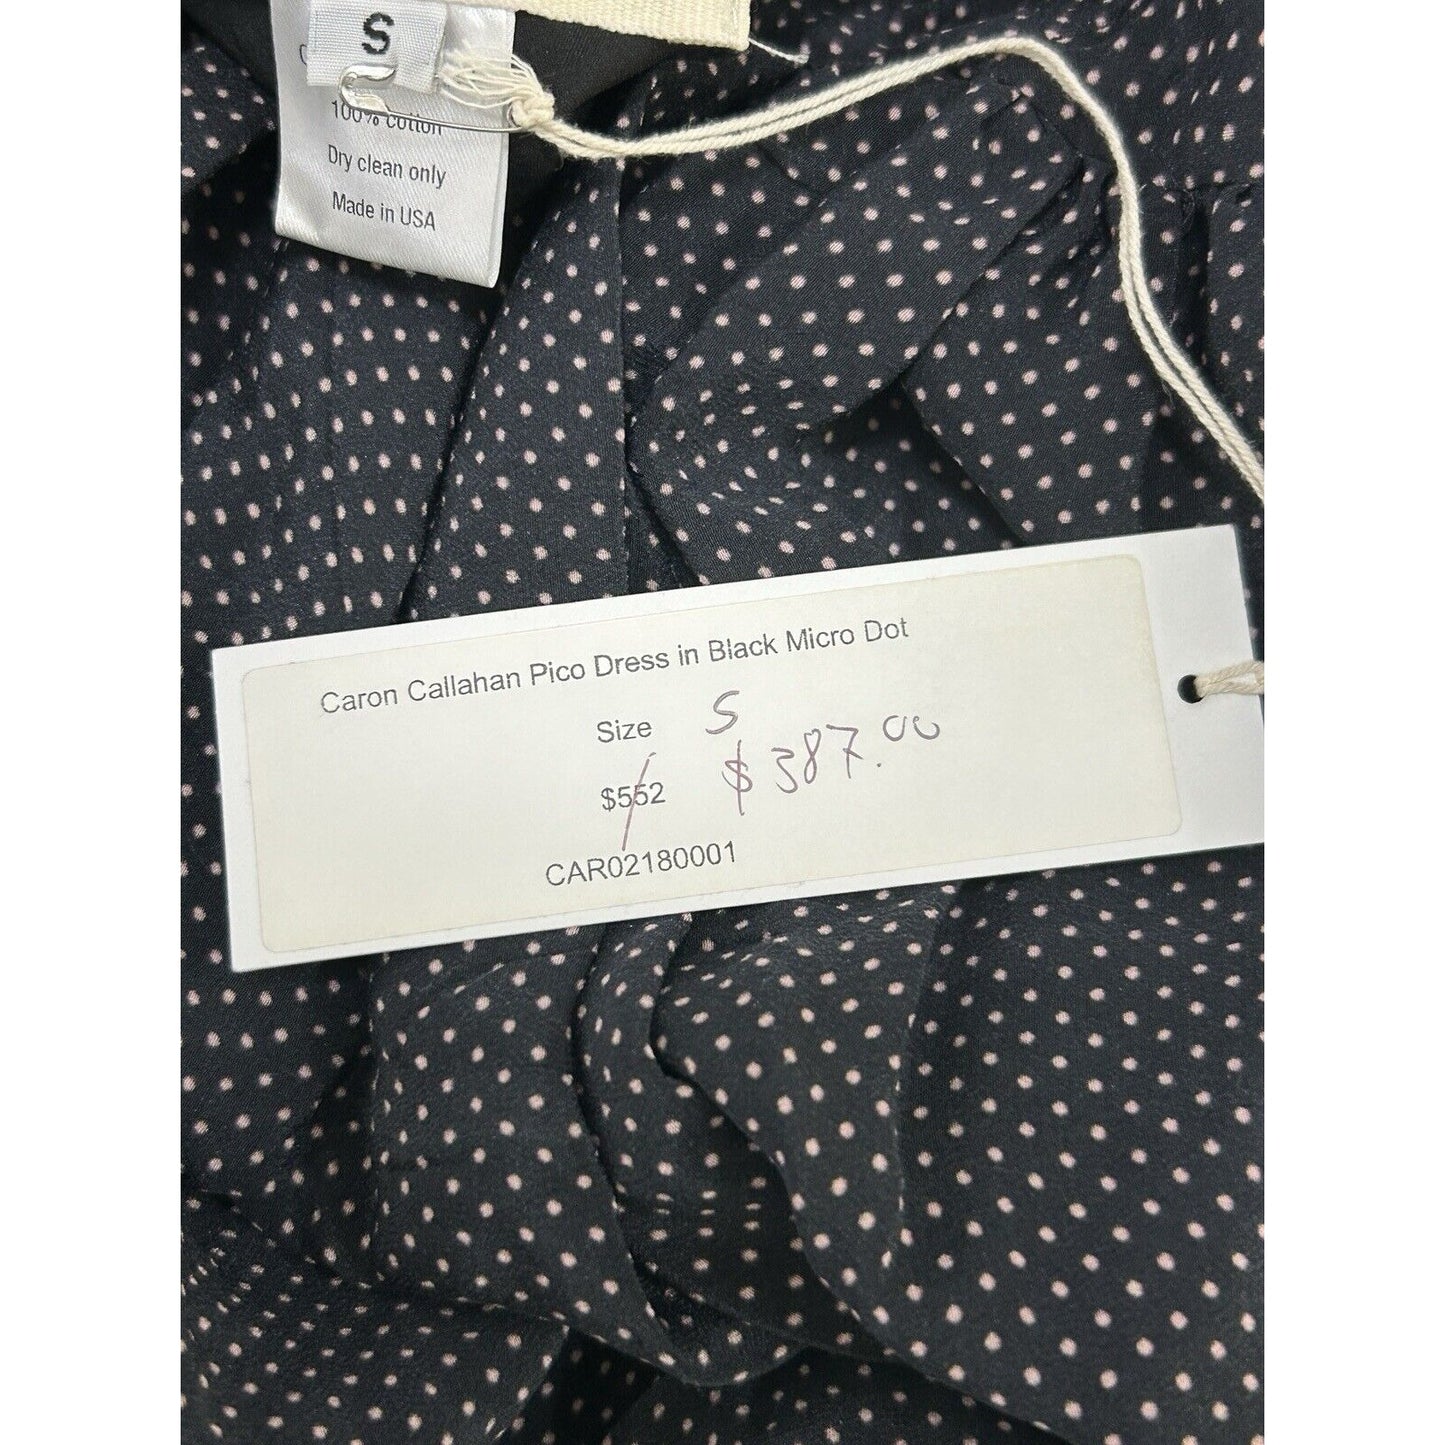 S
100% cotton
Dry clean only
Made in USA
Caron Callahan Pico Dress in Black Micro Dot
Size S
$552 $387.00
CAR02180001